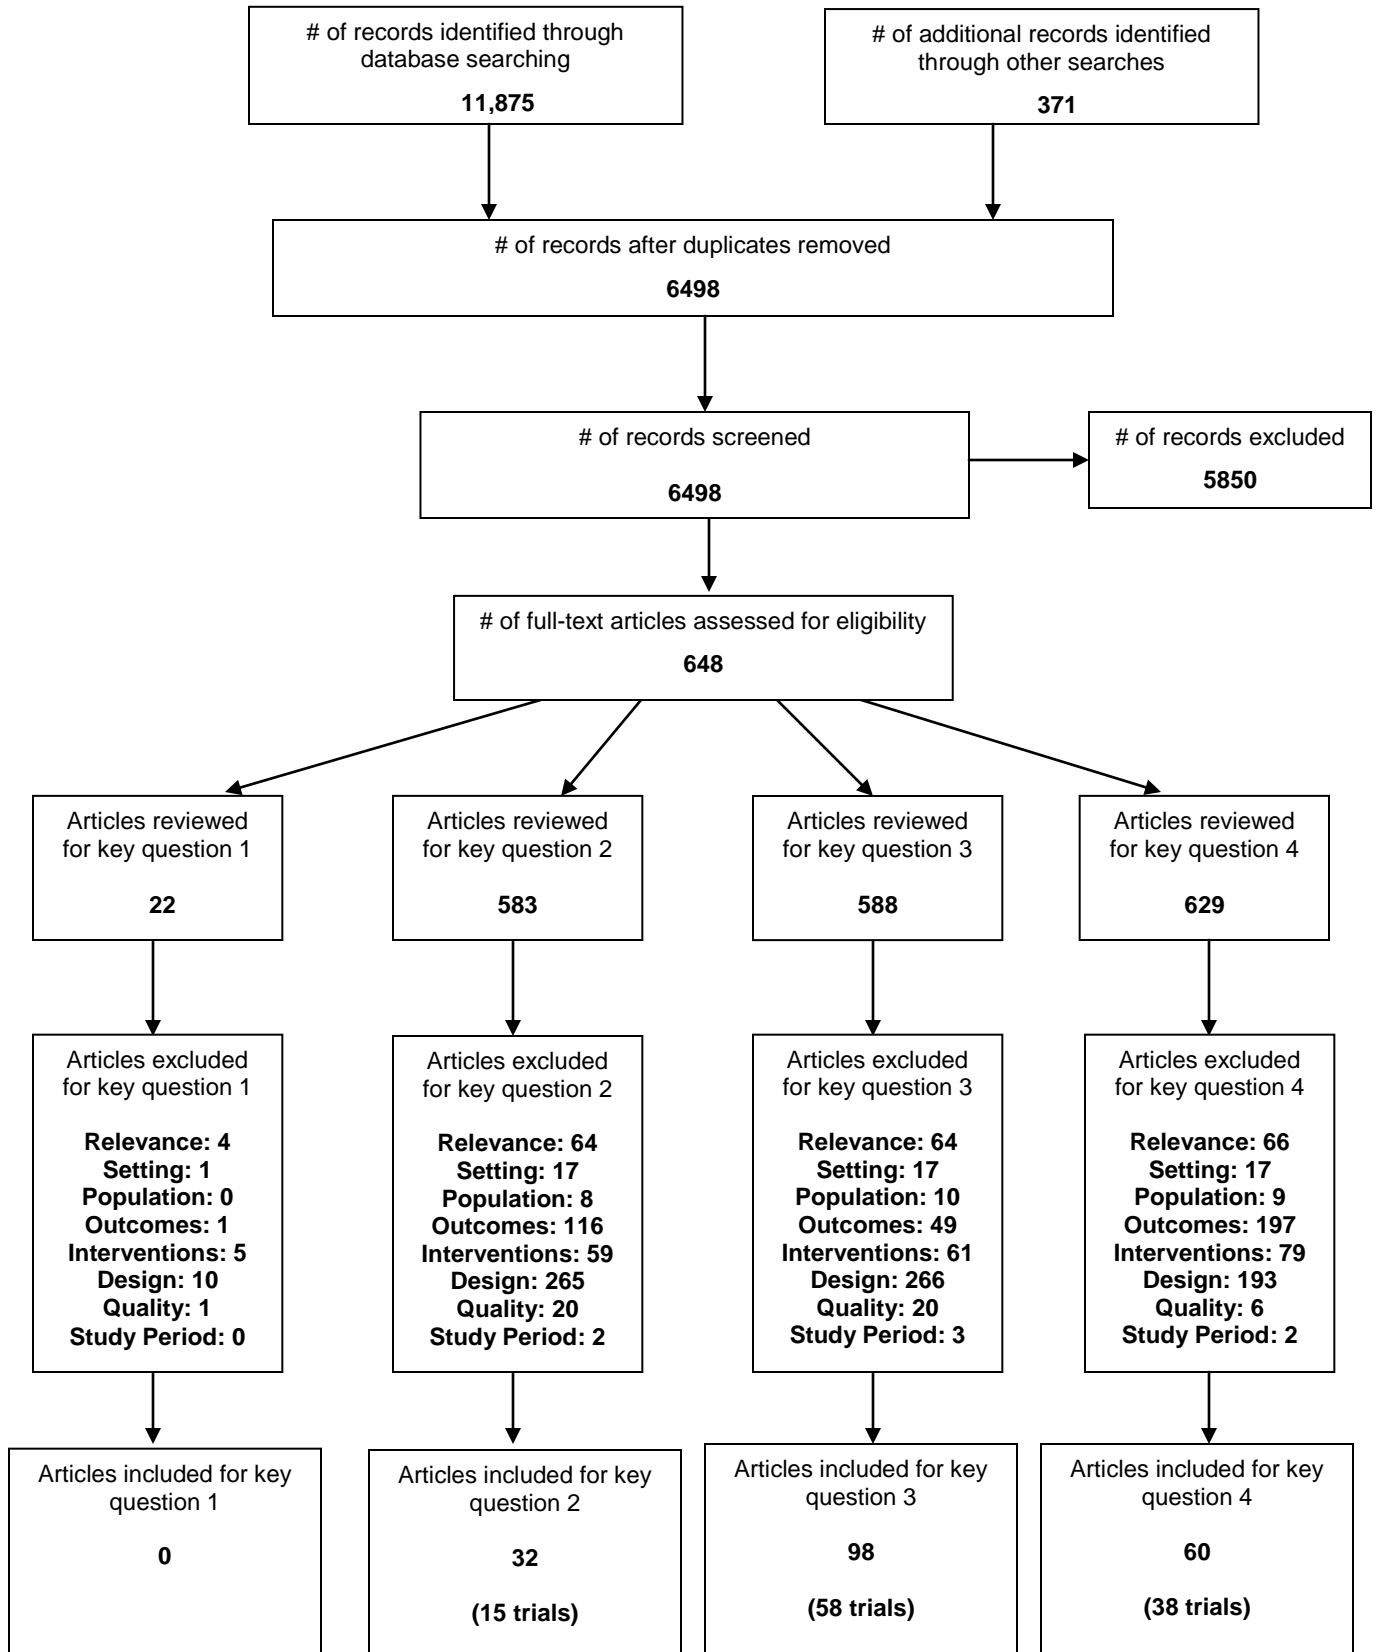 # of records identified through
database searching
11,875
# of additional records identified
through other searches
371
# of records after duplicates removed
6498
# of records screened
6498
# of records excluded
5850
# of full-text articles assessed for eligibility
648
Articles reviewed
for key question 1
22
Articles reviewed
for key question 2
583
Articles reviewed
for key question 3
588
Articles reviewed
for key question 4
629
Articles excluded
for key question 1
Relevance: 4
Setting: 1
Population: 0
Outcomes: 1
Interventions: 5
Design: 10
Quality: 1
Study Period: 0
Articles excluded
for key question 2
Relevance: 64
Setting: 17
Population: 8
Outcomes: 116
Interventions: 59
Design: 265
Quality: 20
Study Period: 2
Articles excluded
for key question 3
Relevance: 64
Setting: 17
Population: 10
Outcomes: 49
Interventions: 61
Design: 266
Quality: 20
Study Period: 3
Articles excluded
for key question 4
Relevance: 66
Setting: 17
Population: 9
Outcomes: 197
Interventions: 79
Design: 193
Quality: 6
Study Period: 2
Articles included for key
question 1
0
Articles included for key
question 2
32
(15 trials)
Articles included for key
question 3
98
(58 trials)
Articles included for key
question 4
60
(38 trials)